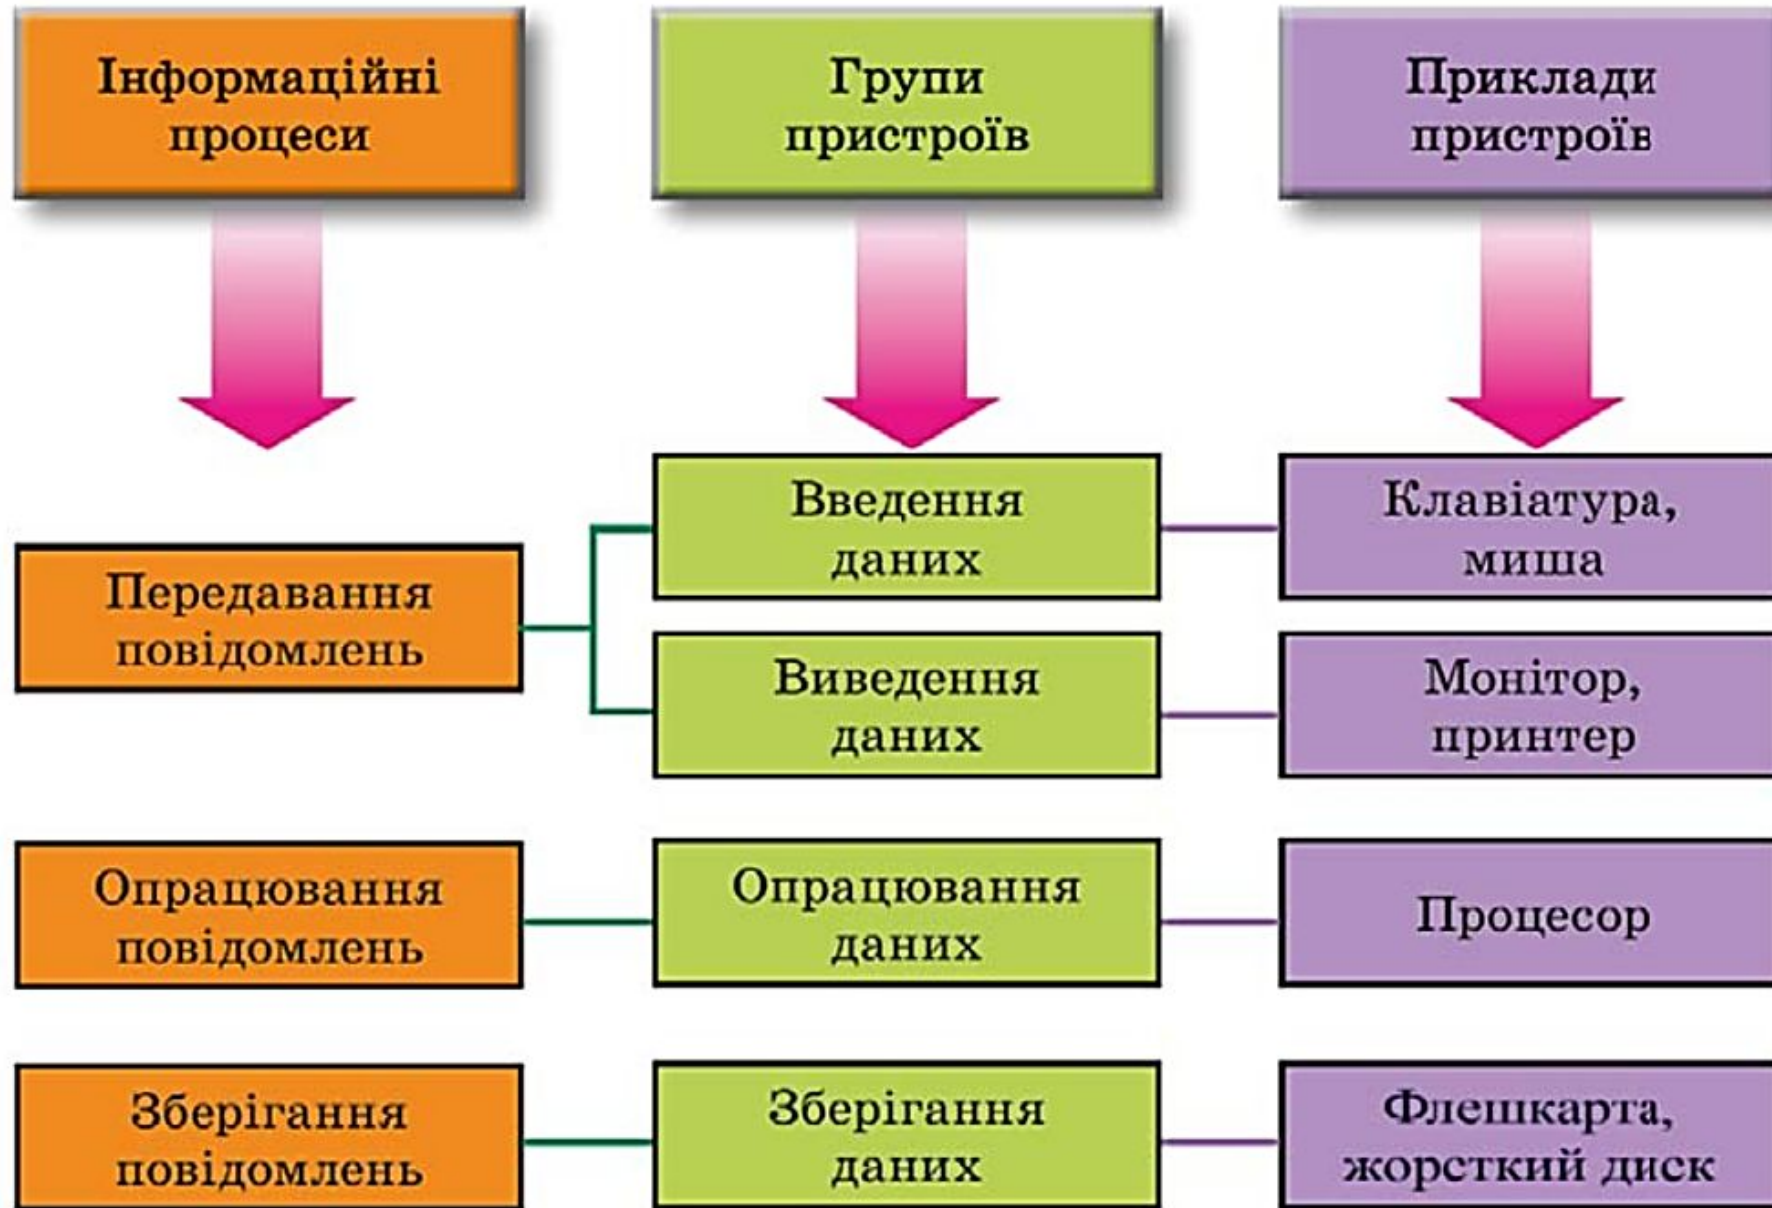 Інформаційні
процеси
Групи
пристроїв
Приклади
пристроїв
Передавання
повідомлень
Введення
даних
Клавіатура,
миша
Виведення
даних
Монітор,
принтер
Опрацювання
повідомлень
Опрацювання
даних
Процесор
Зберігання
повідомлень
Зберігання
даних
Флешкарта,
жорсткий диск